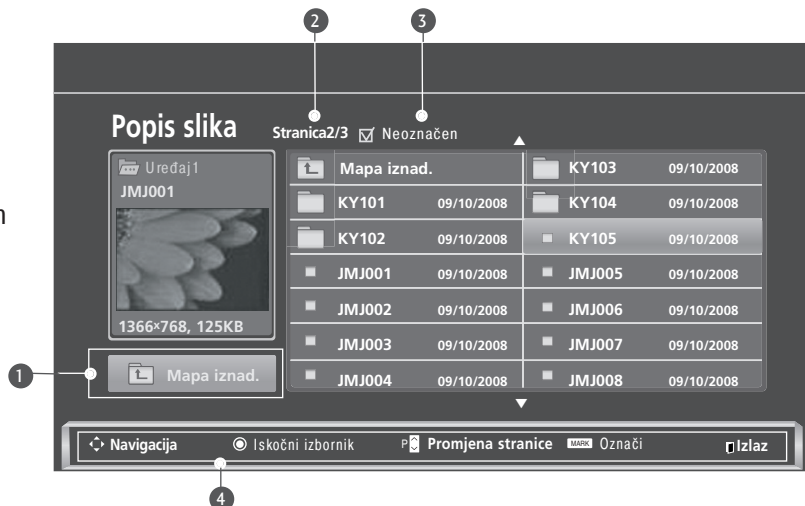 2 3
Popis slika Stranica2/3 Neoznačen
Uređaj1
JMJ001
1366x768, 125KB
Mapa iznad.
Mapa iznad.
KY101 09/10/2008
KY102 09/10/2008
JMJ001 09/10/2008
JMJ002 09/10/2008
JMJ003 09/10/2008
JMJ004 09/10/2008
KY103 09/10/2008
KY104 09/10/2008
KY105 09/10/2008
JMJ005 09/10/2008
JMJ006 09/10/2008
JMJ007 09/10/2008
JMJ008 09/10/2008
1
Navigacija Iskočni izbornik P Promjena stranice MARK Označi Izlaz
4